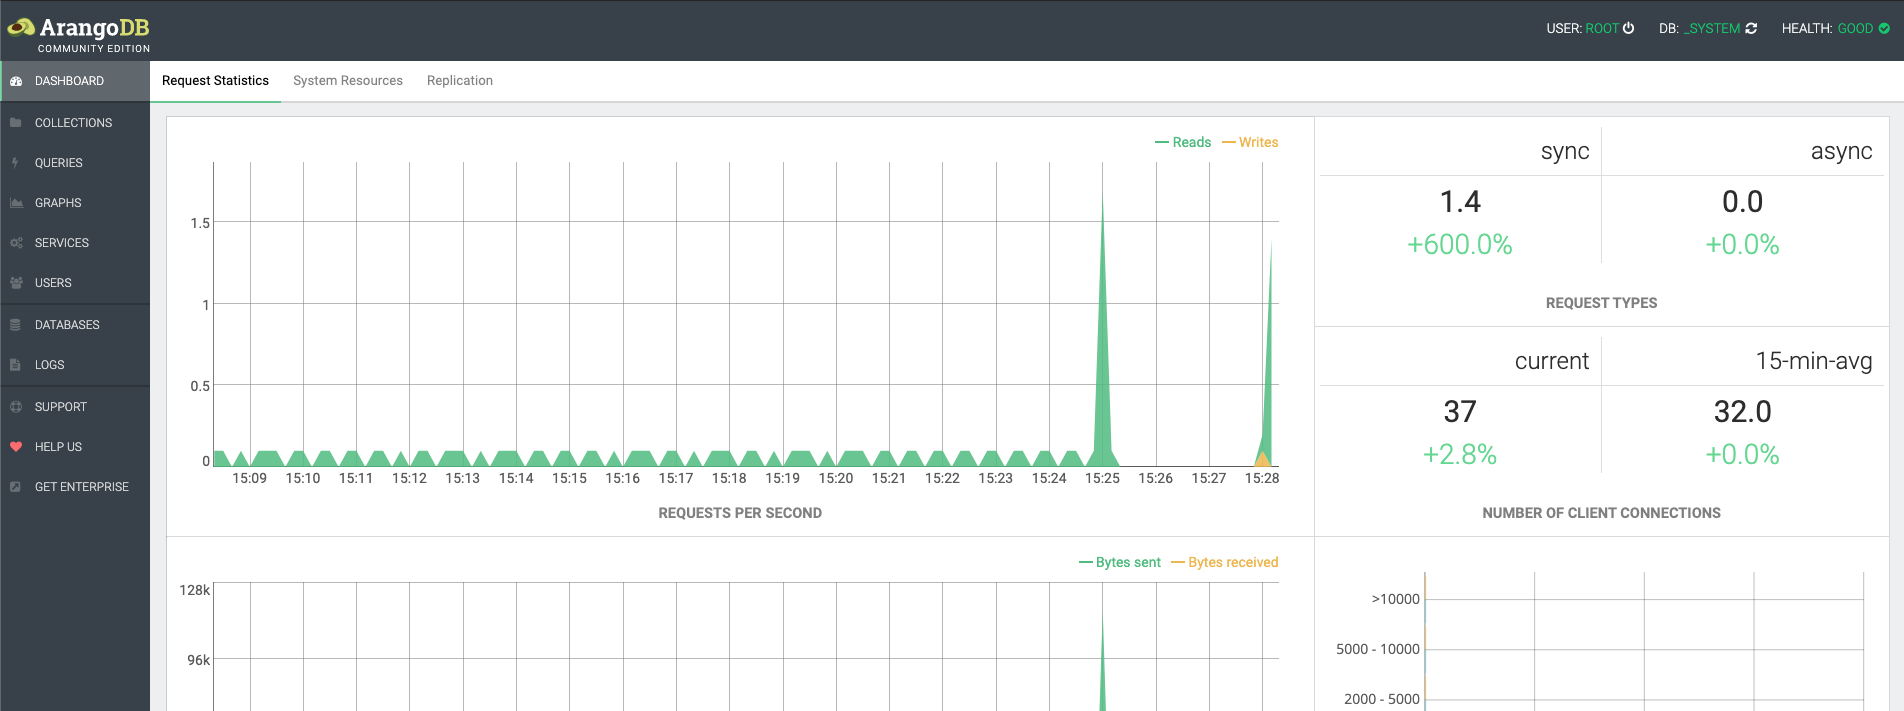 ArangoDB
COMMUNITY EDITION
USER: ROOT DB: _SYSTEM HEALTH: GOOD
DASHBOARD
COLLECTIONS
QUERIES
GRAPHS
SERVICES
USERS
DATABASES
LOGS
SUPPORT
HELP US
GET ENTERPRISE
Request Statistics System Resources Replication
Reads Writes
1.5
1
0.5
0
15:09 15:10 15:11 15:12 15:13 15:14 15:15 15:16 15:17 15:18 15:19 15:20 15:21 15:22 15:23 15:24 15:25 15:26 15:27 15:28
REQUESTS PER SECOND
sync async
1.4 0.0
+600.0% +0.0%
REQUEST TYPES
current 15-min-avg
37 32.0
+2.8% +0.0%
NUMBER OF CLIENT CONNECTIONS
Bytes sent Bytes received
128k
96k
>10000
5000 - 10000
2000 - 5000